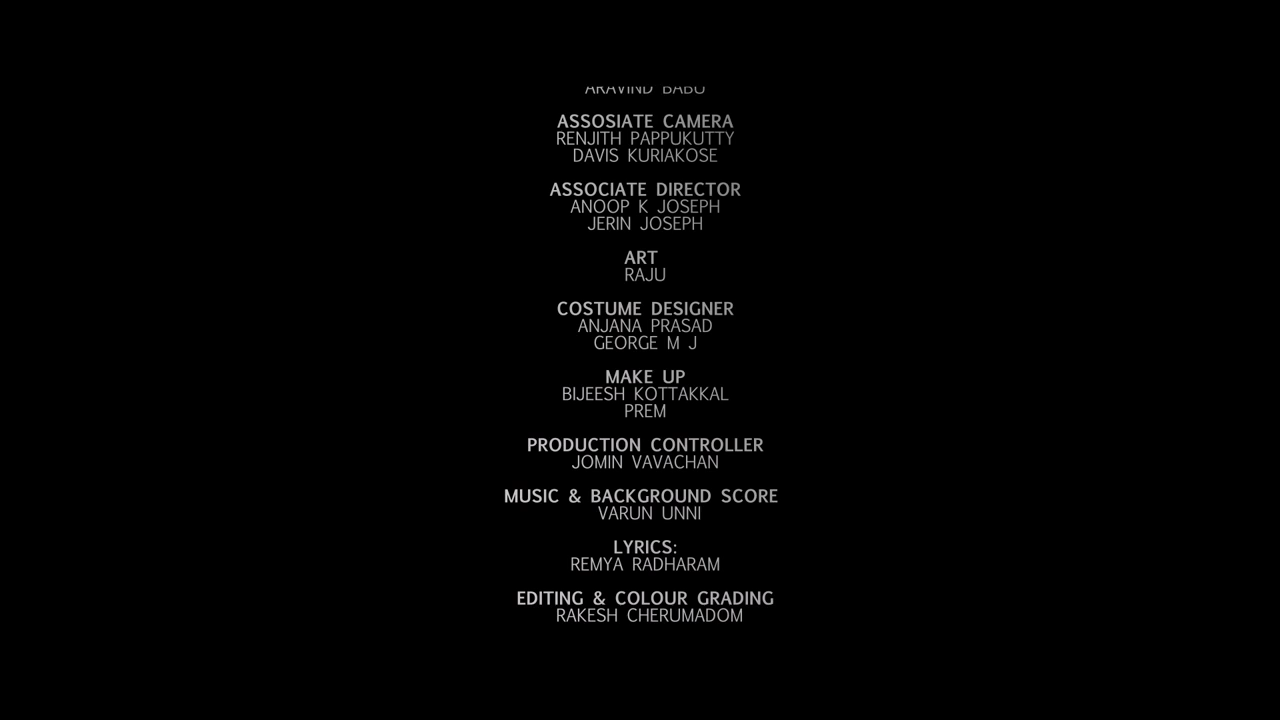 ARAVIND BABU
ASSOSIATE CAMERA
RENJITH PAPPUKUTTY
DAVIS KURIAKOSE
ASSOCIATE DIRECTOR
ANOOP K JOSEPH
JERIN JOSEPH
ART
RAJU
COSTUME DESIGNER
ANJANA PRASAD
GEORGE M J
MAKE UP
BIJEESH KOTTAKKAL
PREM
PRODUCTION CONTROLLER
JOMIN VAVACHAN
MUSIC & BACKGROUND SCORE
VARUN UNNI
LYRICS:
REMYA RADHARAM
EDITING & COLOUR GRADING
RAKESH CHERUMADOM